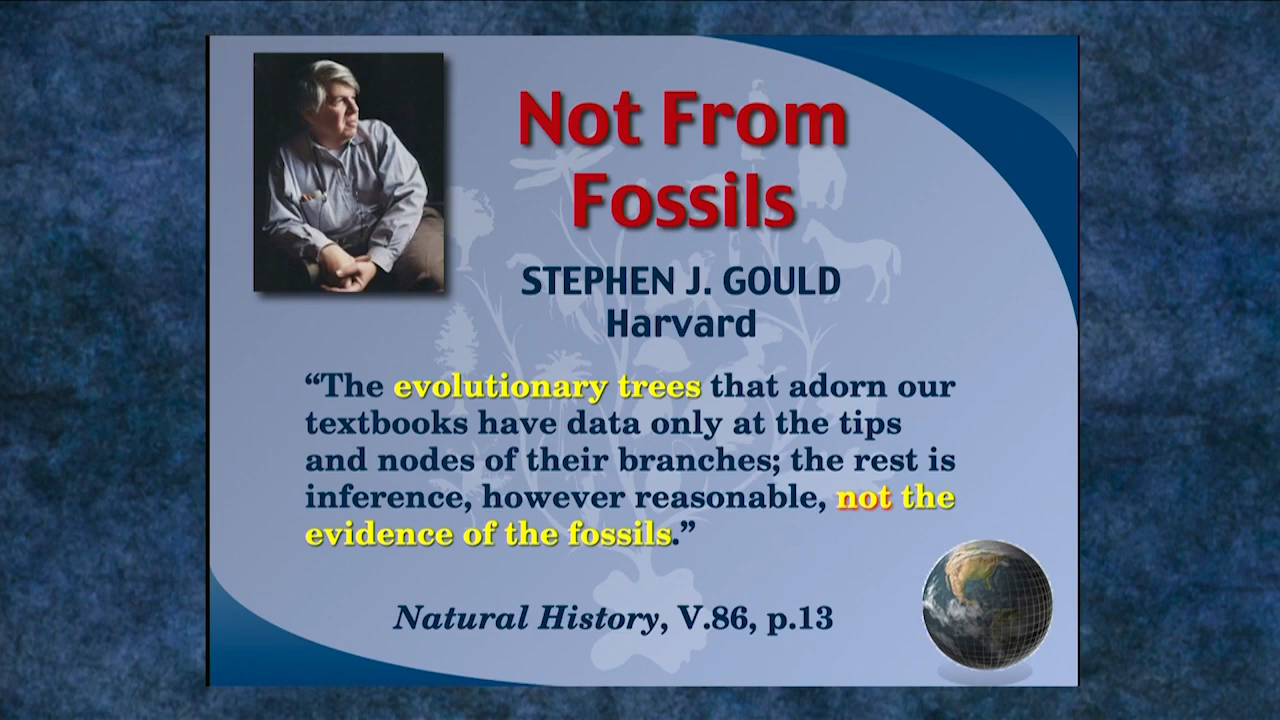 Not From
Fossils
STEPHEN J. GOULD
Harvard
“The evolutionary trees that adorn our
textbooks have data only at the tips
and nodes of their branches; the rest is
inference, however reasonable, not the
evidence of the fossils.”
Natural History, V.86, p.13